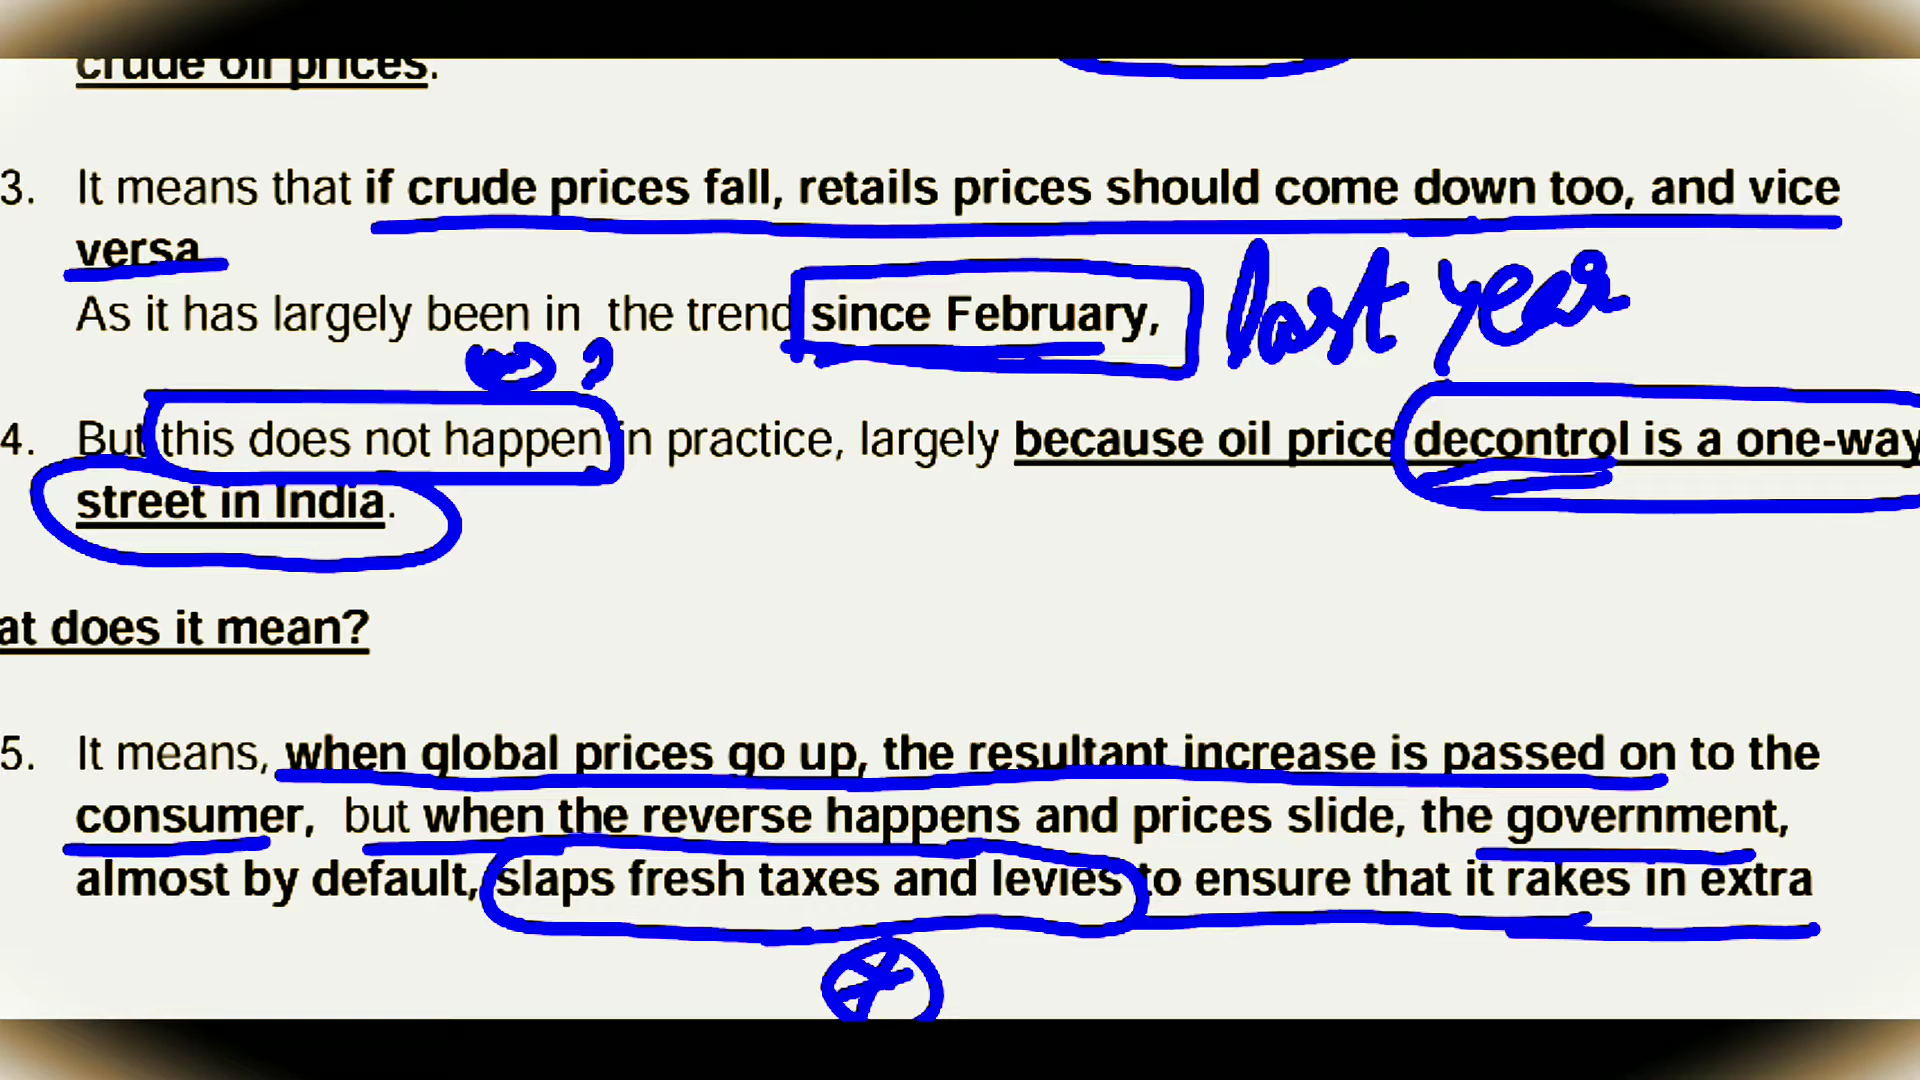 crude oil prices.
3. It means that if crude prices fall, retails prices should come down too, and vice
versa
As it has largely been in the trend since February, last year
4. But this does not happen in practice, largely because oil price decontrol is a one-way
street in India.
at does it mean?
5. It means, when global prices go up, the resultant increase is passed on to the
consumer, but when the reverse happens and prices slide, the government,
almost by default, slaps fresh taxes and levies to ensure that it rakes in extra